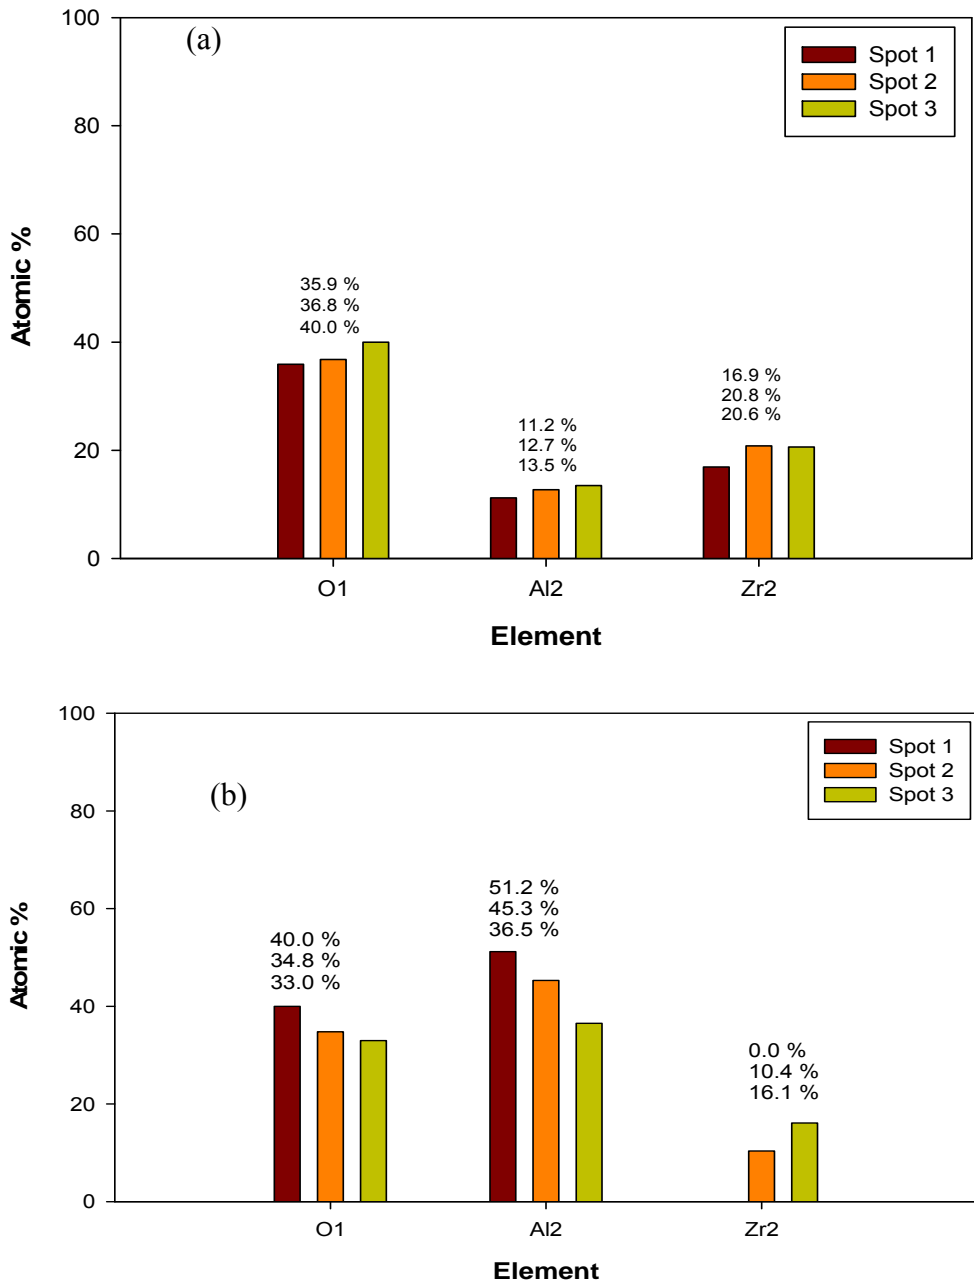 100
(a)
Spot 1
Spot 2
Spot 3
80
60
Atomic %
35.9 %
36.8 %
40.0 %
40
16.9 %
20.8 %
20.6 %
11.2 %
12.7 %
13.5 %
20
0
O1
Al2
Zr2
Element
100
Spot 1
Spot 2
Spot 3
(b)
80
60
51.2 %
45.3 %
36.5 %
Atomic %
40.0 %
34.8 %
33.0 %
40
0.0 %
10.4 %
16.1 %
20
0
O1
Al2
Zr2
Element